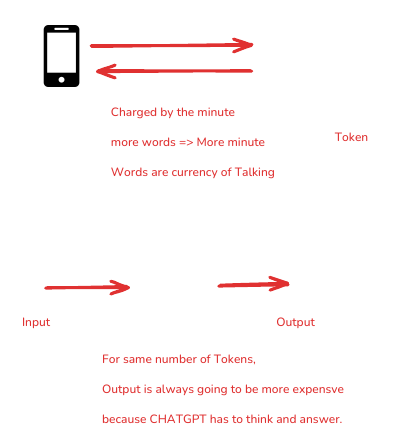 Charged by the minute
more words => More minute
Token
Words are currency of Talking
Input
Output
For same number of Tokens,
Output is always going to be more expensve
because CHATGPT has to think and answer.